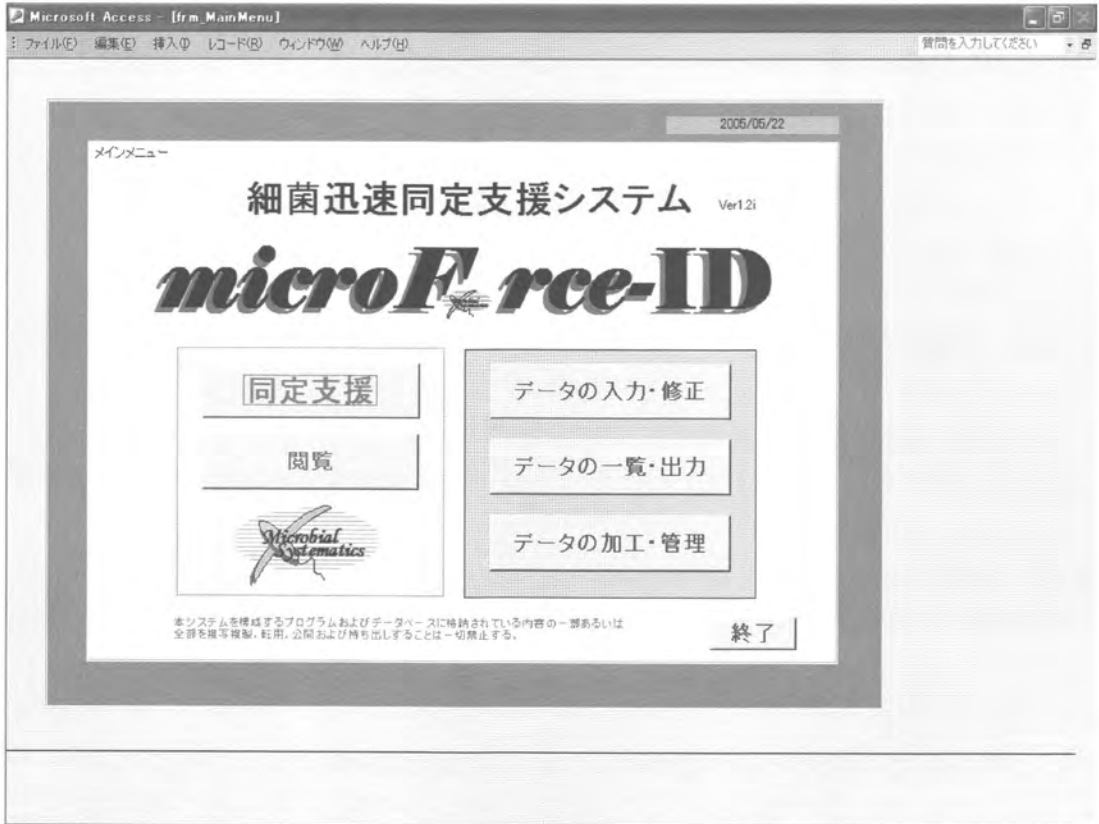 Microsoft Access - [frm_MainMenu]
ファイル(F) 編集(E) 挿入(I) レコード(R) ウィンドウ(W) ヘルプ(H) 質問を入力してください
2005/05/22
メインメニュー
細菌迅速同定支援システム Ver1.2i
microF rce-ID
同定支援
データの入力・修正
閲覧
データの一覧・出力
Microbial
Systematics
データの加工・管理
本システムを構成するプログラムおよびデータベースに格納されている内容の一部あるいは
全部を複写複製、転用、公開および持ち出しすることは一切禁止する。
終了